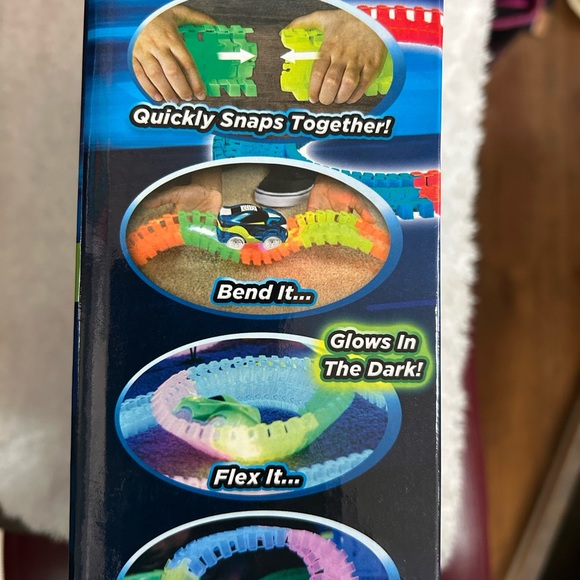 Quickly Snaps Together!
Bend It...
Glows In
The Dark!
Flex It...